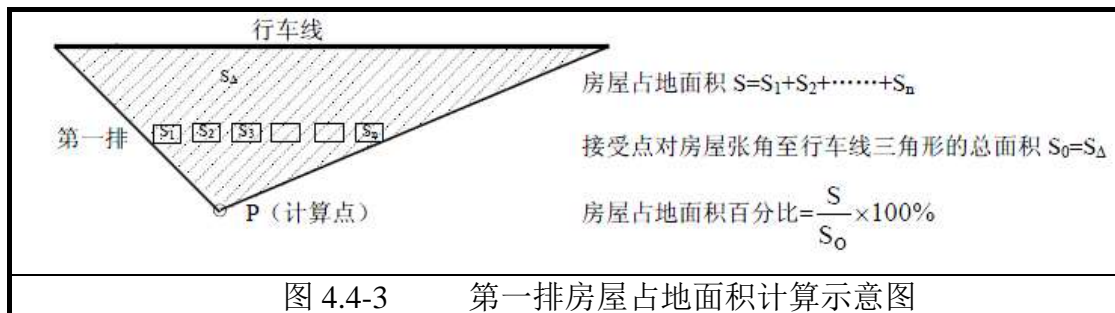 行车线
S△
第一排
S1 S2 S3 Sn
P（计算点）
房屋占地面积 S=S1+S2+······+Sn
接受点对房屋张角至行车线三角形的总面积 S0=S△
房屋占地面积百分比=S/SO×100%
图 4.4-3 第一排房屋占地面积计算示意图